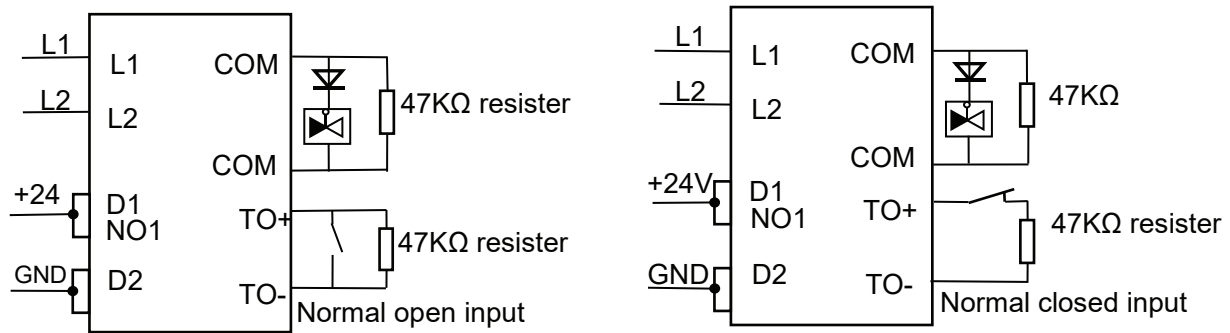 L1
L1
COM
47KΩ resister
L2
L2
COM
+24
D1
NO1
TO+
47KΩ resister
GND
D2
TO-
Normal open input
L1
L1
COM
47KΩ
L2
L2
COM
+24V
D1
NO1
TO+
47KΩ resister
GND
D2
TO-
Normal closed input